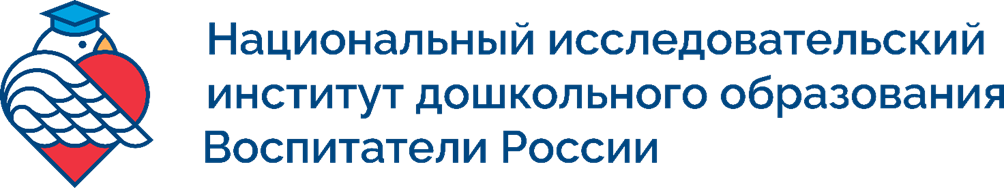 Национальный исследовательский
институт дошкольного образования
Воспитатели России